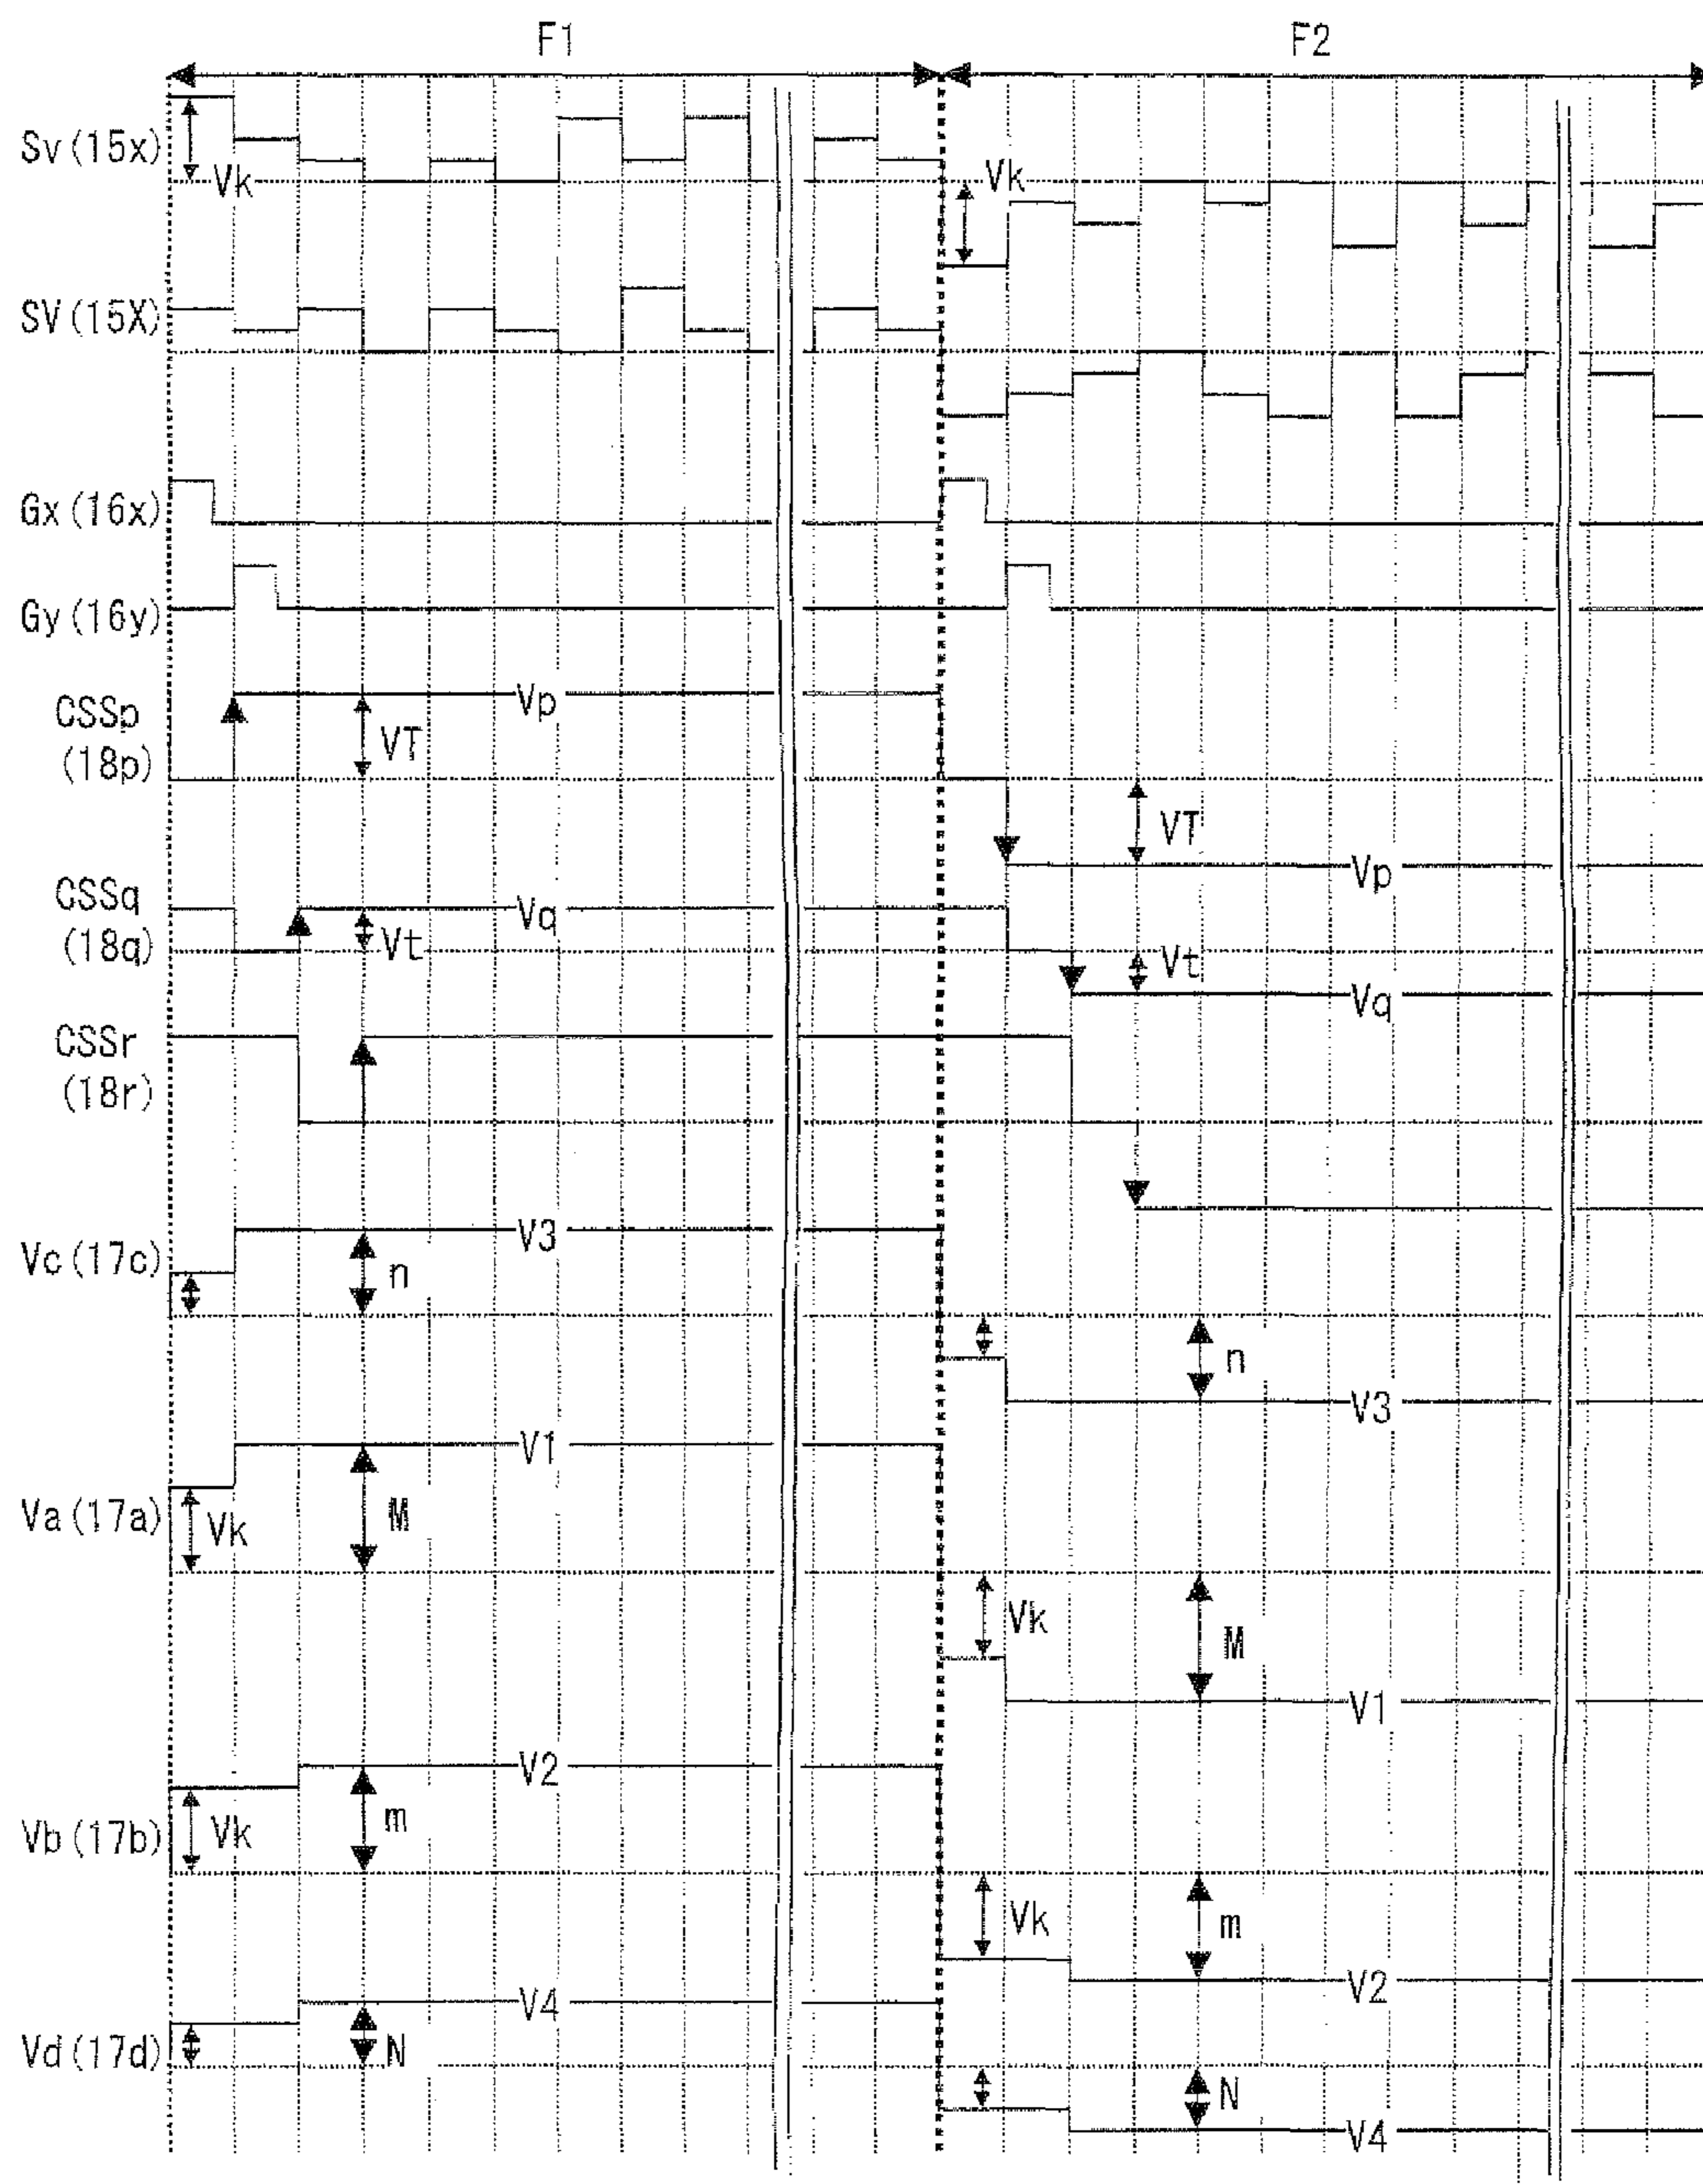 F1 F2
Sv(15x)
Vk Vk
SV(15X)
Gx(16x)
Gy(16y)
CSSp
(18p)
Vp
VT
VT
Vp
CSSq
(18q)
Vq
Vt
Vt
Vq
CSSr
(18r)
Vc(17c)
V3
n
n
V3
Va(17a)
V1
Vk M
Vk M
V1
Vb(17b)
V2
Vk m
Vk m
V2
Vd(17d)
V4
N
N
V4